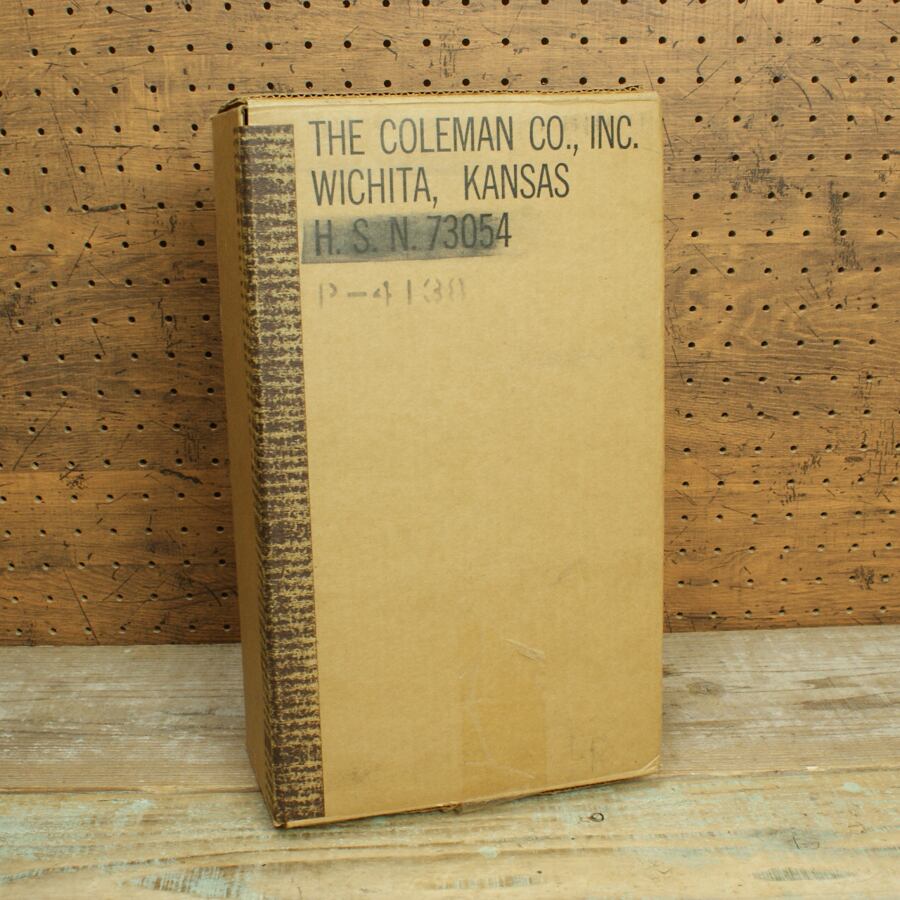 THE COLEMAN CO., INC.
WICHITA, KANSAS
H. S. N. 73054
P-4138